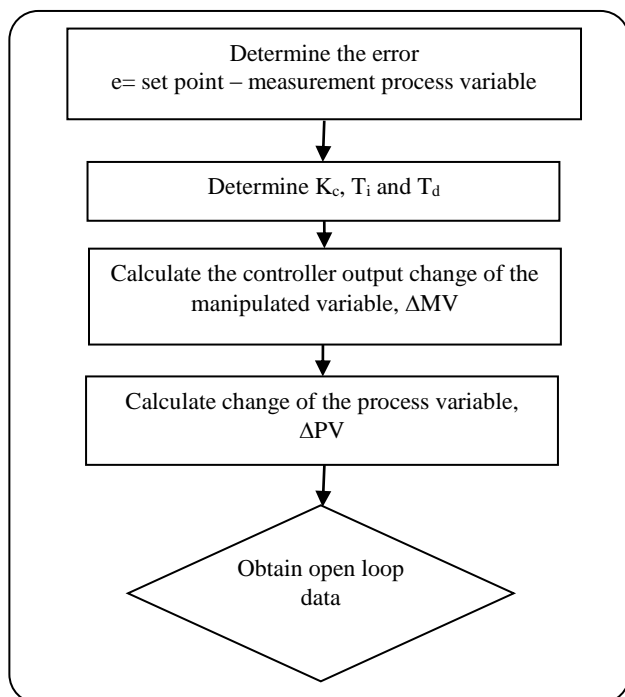 Determine the error
e= set point – measurement process variable
Determine Kc, Ti and Td
Calculate the controller output change of the
manipulated variable, ΔMV
Calculate change of the process variable,
ΔPV
Obtain open loop
data